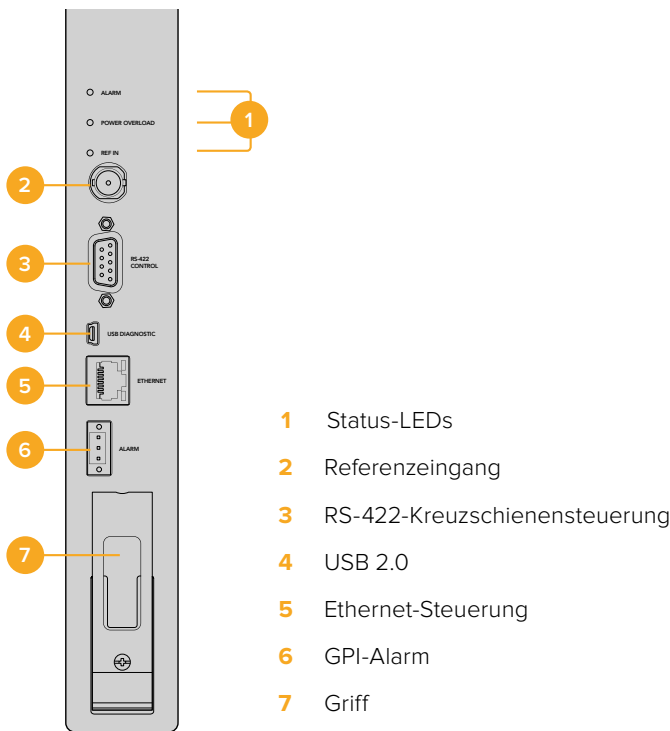 ALARM
POWER OVERLOAD
1
REF IN
2
3
RS-422
CONTROL
4
USB DIAGNOSTIC
5
ETHERNET
6
ALARM
7
1 Status-LEDs
2 Referenzeingang
3 RS-422-Kreuzschienensteuerung
4 USB 2.0
5 Ethernet-Steuerung
6 GPI-Alarm
7 Griff